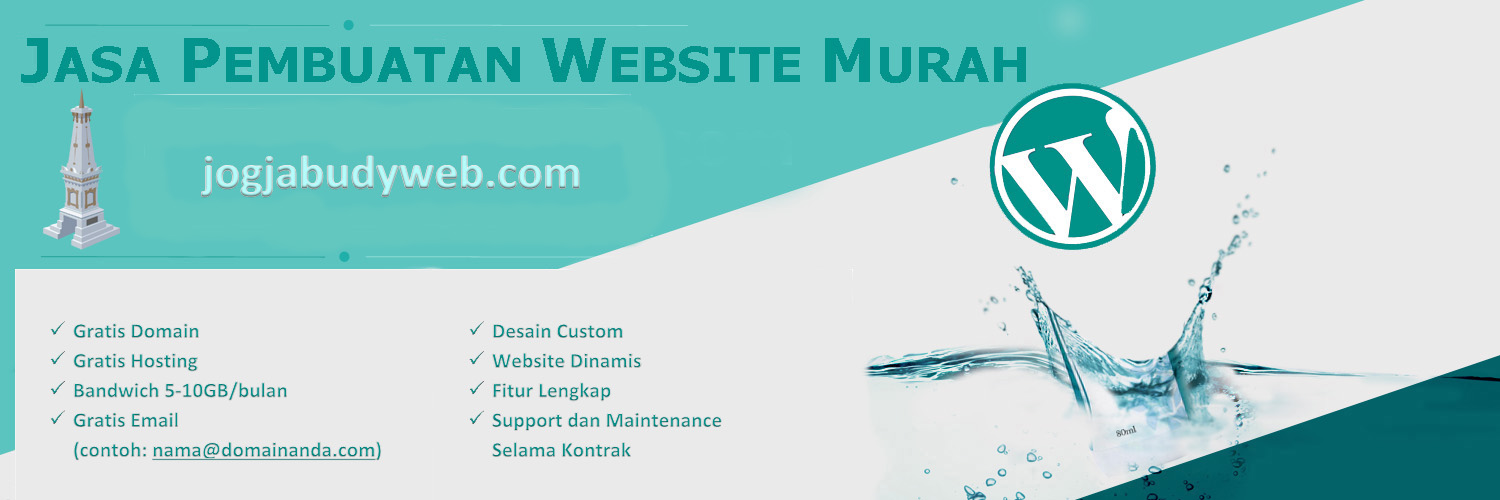 JASA PEMBUATAN WEBSITE MURAH
jogjabudyweb.com
W
✓ Gratis Domain
✓ Gratis Hosting
✓ Bandwich 5-10GB/bulan
✓ Gratis Email
(contoh: nama@domainanda.com)
✓ Desain Custom
✓ Website Dinamis
✓ Fitur Lengkap
✓ Support dan Maintenance
Selama Kontrak
80ml